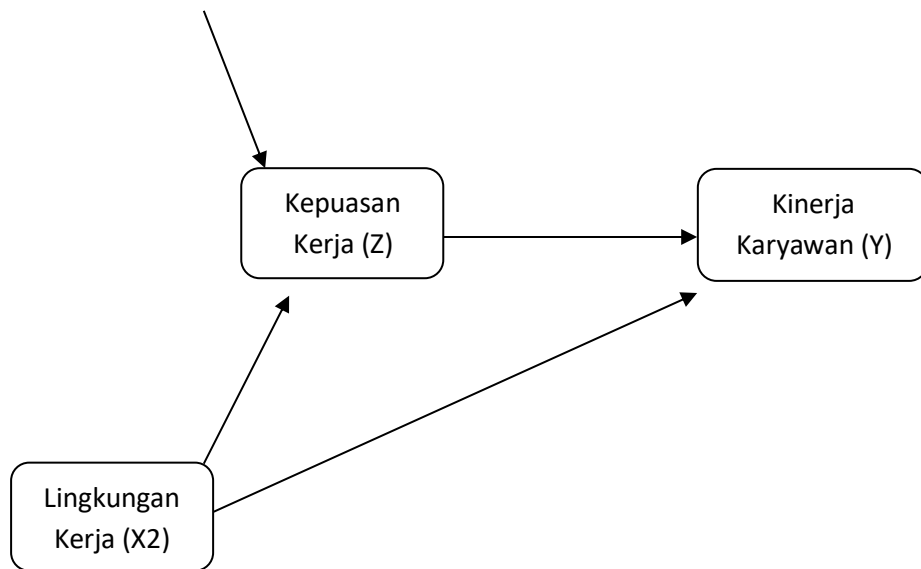 Kepuasan
Kerja (Z)
Kinerja
Karyawan (Y)
Lingkungan
Kerja (X2)